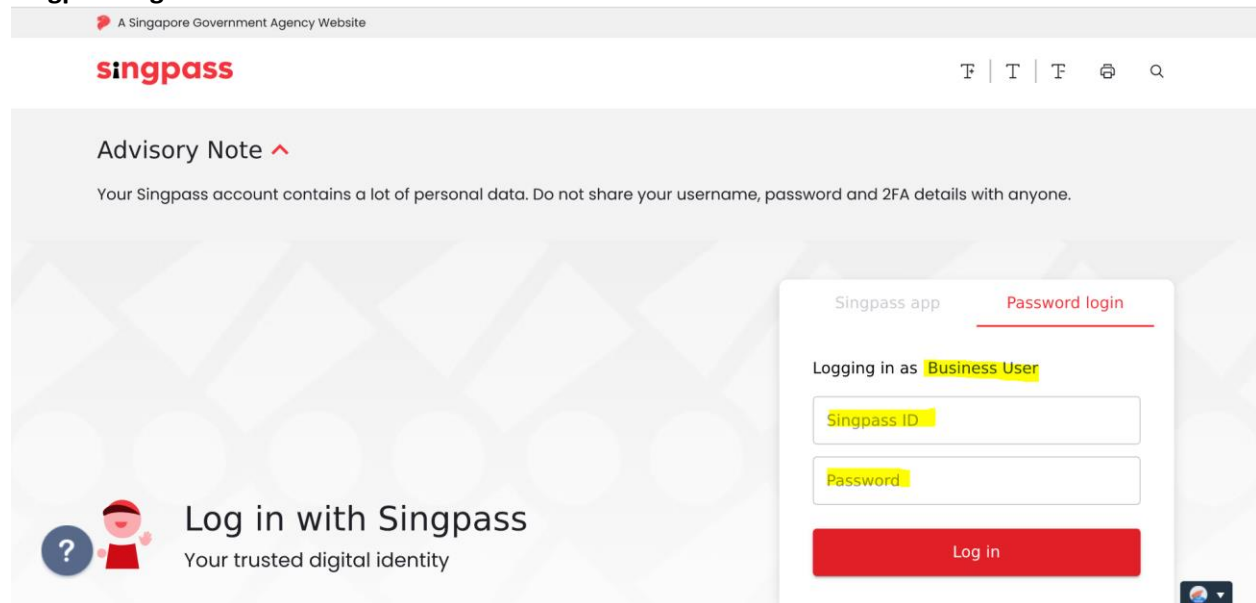 A Singapore Government Agency Website
singpass
T+ | T | T-
Advisory Note
Your Singpass account contains a lot of personal data. Do not share your username, password and 2FA details with anyone.
Singpass app Password login
Logging in as Business User
Singpass ID
Password
Log in
Log in with Singpass
Your trusted digital identity
?